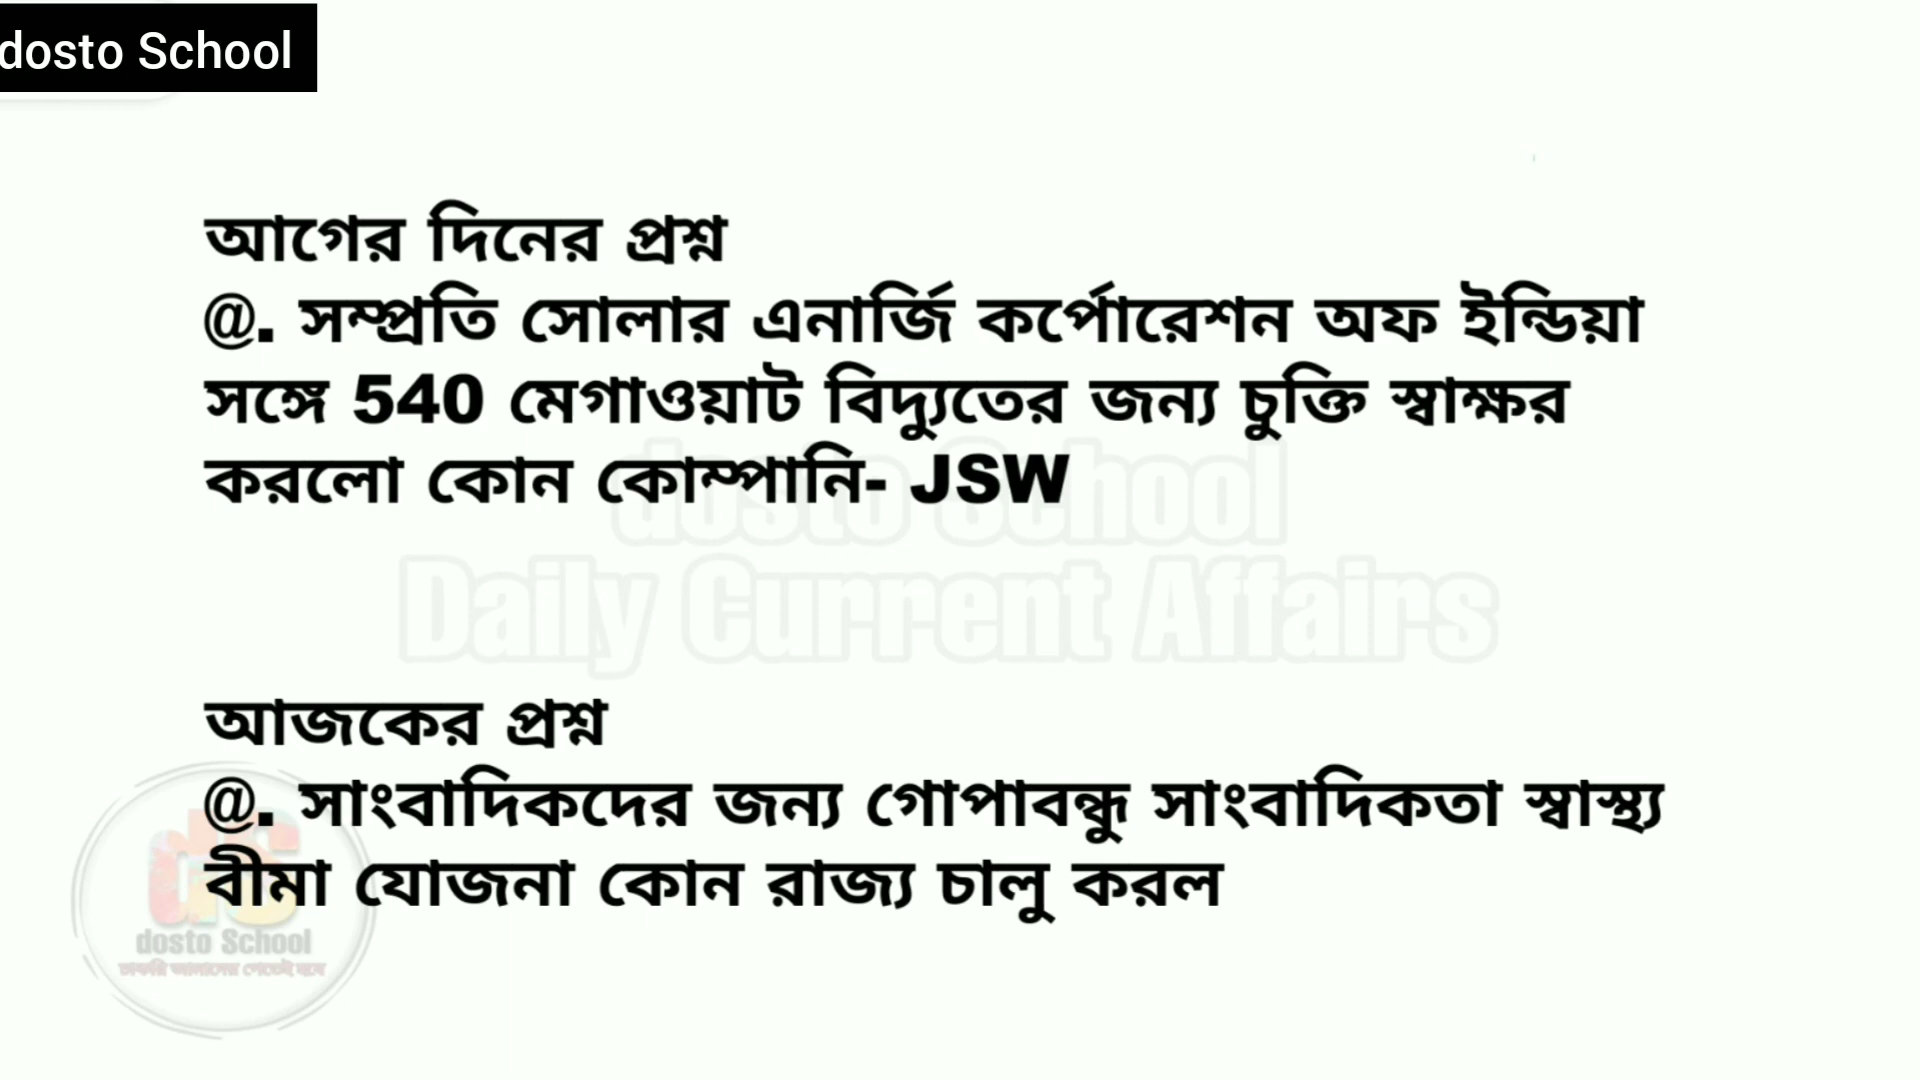 dosto School
আগের দিনের প্রশ্ন
@. সম্প্রতি সোলার এনার্জি কর্পোরেশন অফ ইন্ডিয়া
সঙ্গে 540 মেগাওয়াট বিদ্যুতের জন্য চুক্তি স্বাক্ষর
করলো কোন কোম্পানি- JSW
dosto School
Daily Current Affairs
আজকের প্রশ্ন
@. সাংবাদিকদের জন্য গোপাবন্ধু সাংবাদিকতা স্বাস্থ্য
বীমা যোজনা কোন রাজ্য চালু করল
dosto School